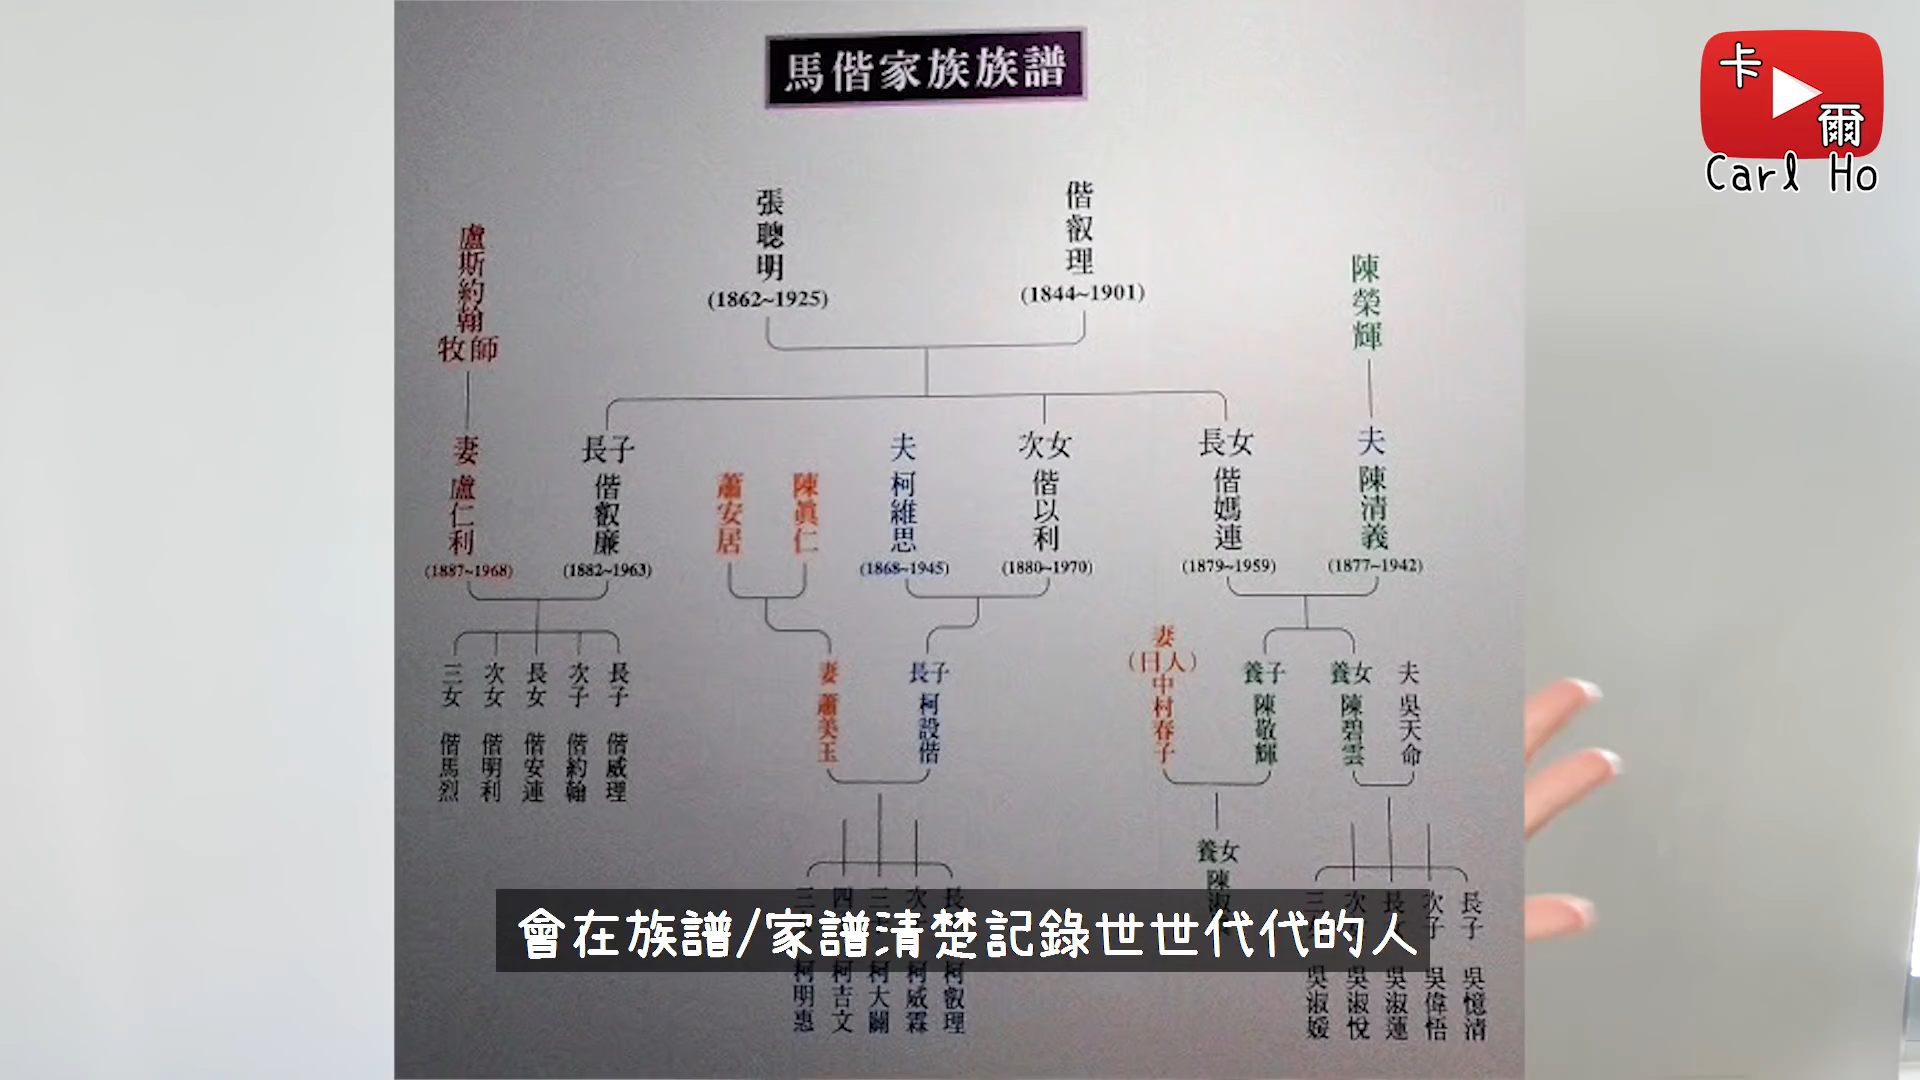 馬偕家族族譜
卡
爾
Carl Ho
張聰明
(1862~1925)
偕叡理
(1844~1901)
盧斯約翰
牧師
陳榮輝
妻 盧仁利
(1887~1968)
長子
偕叡廉
(1882~1963)
蕭安居
陳眞仁
夫 柯維思
(1868~1945)
次女
偕以利
(1880~1970)
長女
偕媽連
(1879~1959)
夫 陳清義
(1877~1942)
三女 偕馬烈
次女 偕明利
長女 偕安連
次子 偕約翰
長子 偕威理
妻 蕭美玉
長子
柯設偕
妻
(日人)
中村春子
養子
陳敬輝
養女
陳碧雲
夫 吳天命
養女
陳淑
柯明惠
柯吉文
柯大闢
柯威霖
柯叡理
吳淑媛
吳淑悅
吳淑蓮
次子 吳偉悟
長子 吳憶清
會在族譜/家譜清楚記錄世世代代的人